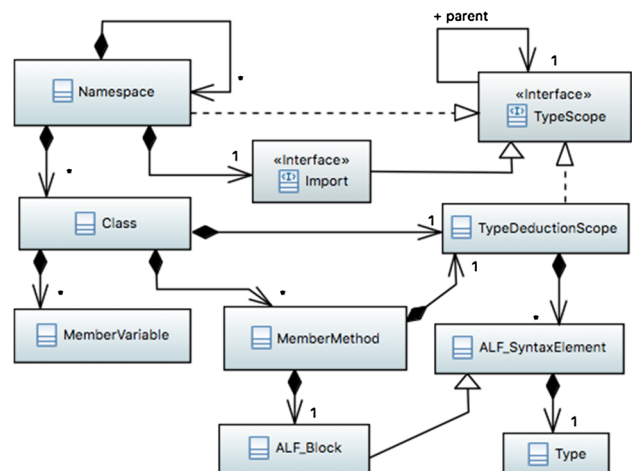 + parent
1
*
Namespace
«Interface»
TypeScope
«Interface»
Import
1
*
Class
1
TypeDeductionScope
1
*
*
MemberVariable
MemberMethod
*
ALF_SyntaxElement
1
ALF_Block
1
Type